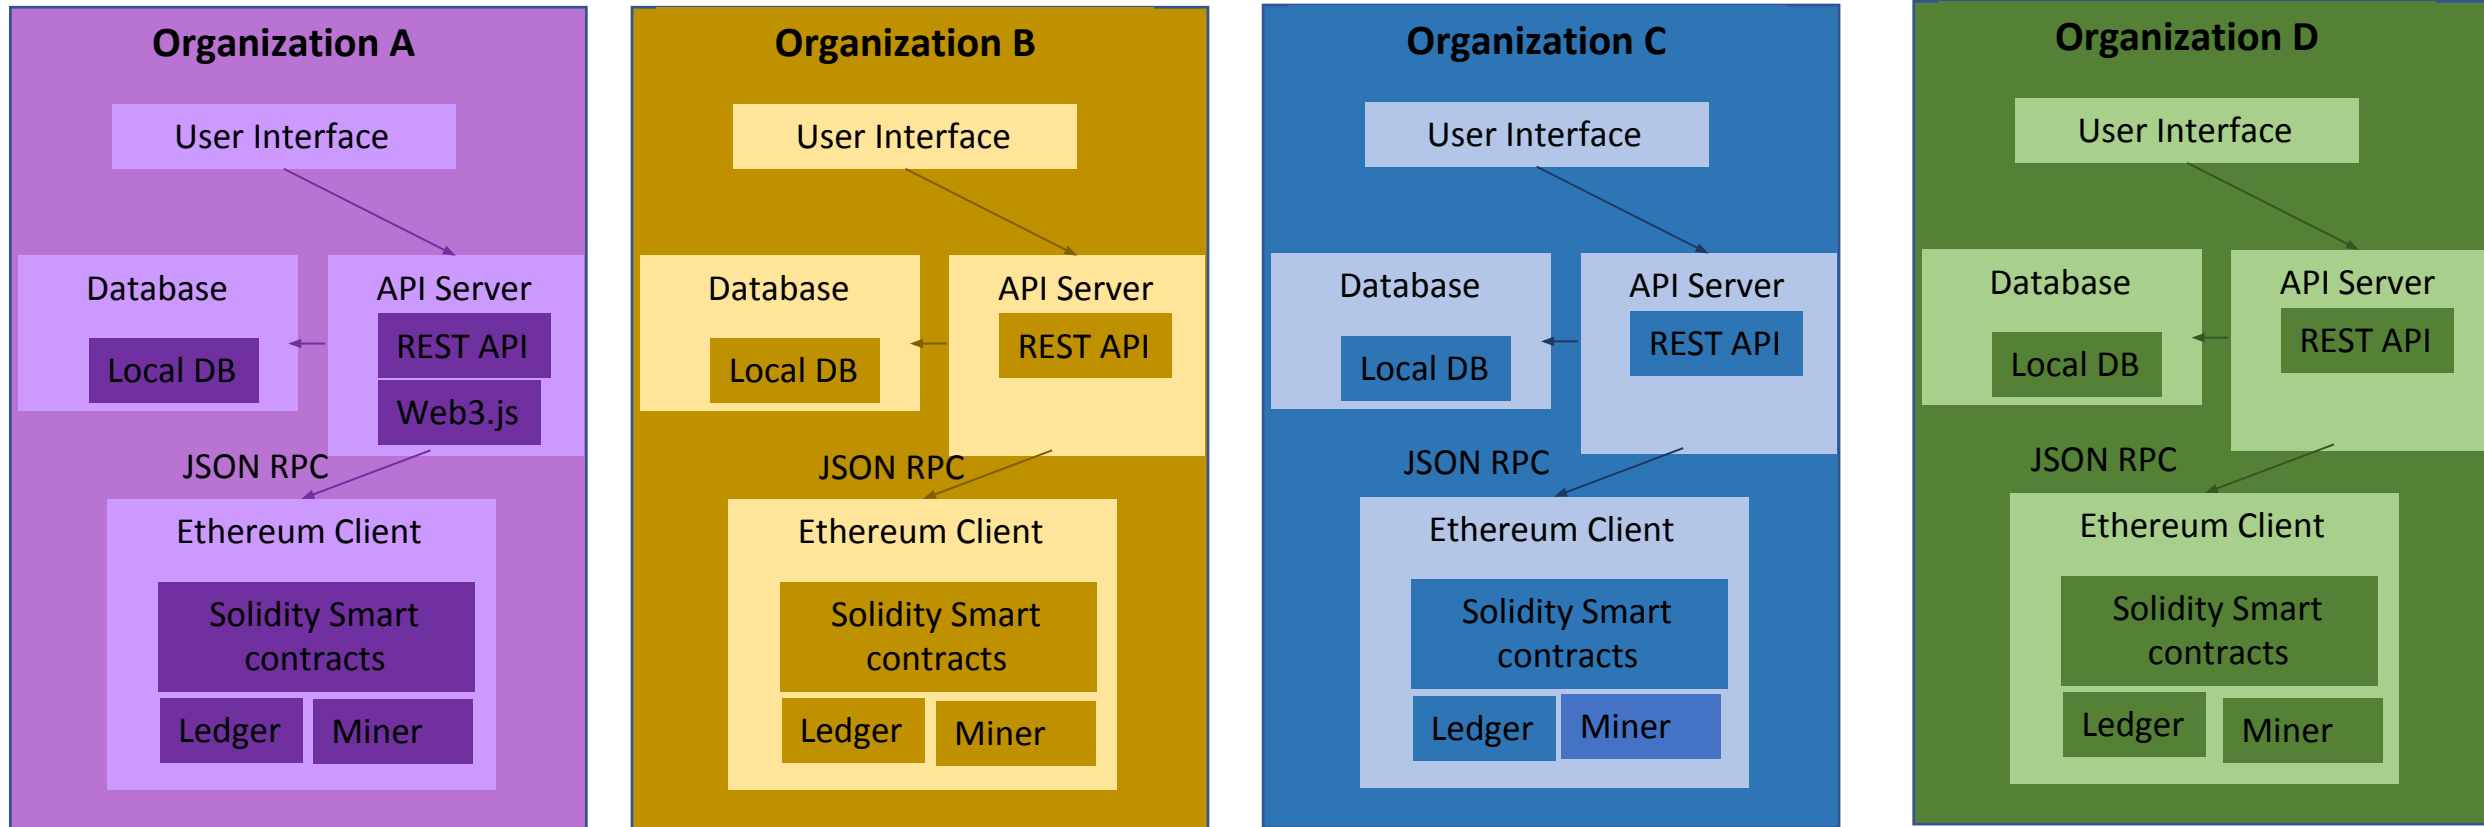 Organization A
User Interface
Database
API Server
REST API
Local DB
Web3.js
JSON RPC
Ethereum Client
Solidity Smart
contracts
Ledger
Miner
Organization B
User Interface
Database
API Server
REST API
Local DB
JSON RPC
Ethereum Client
Solidity Smart
contracts
Ledger
Miner
Organization C
User Interface
Database
API Server
REST API
Local DB
JSON RPC
Ethereum Client
Solidity Smart
contracts
Ledger
Miner
Organization D
User Interface
Database
API Server
REST API
Local DB
JSON RPC
Ethereum Client
Solidity Smart
contracts
Ledger
Miner